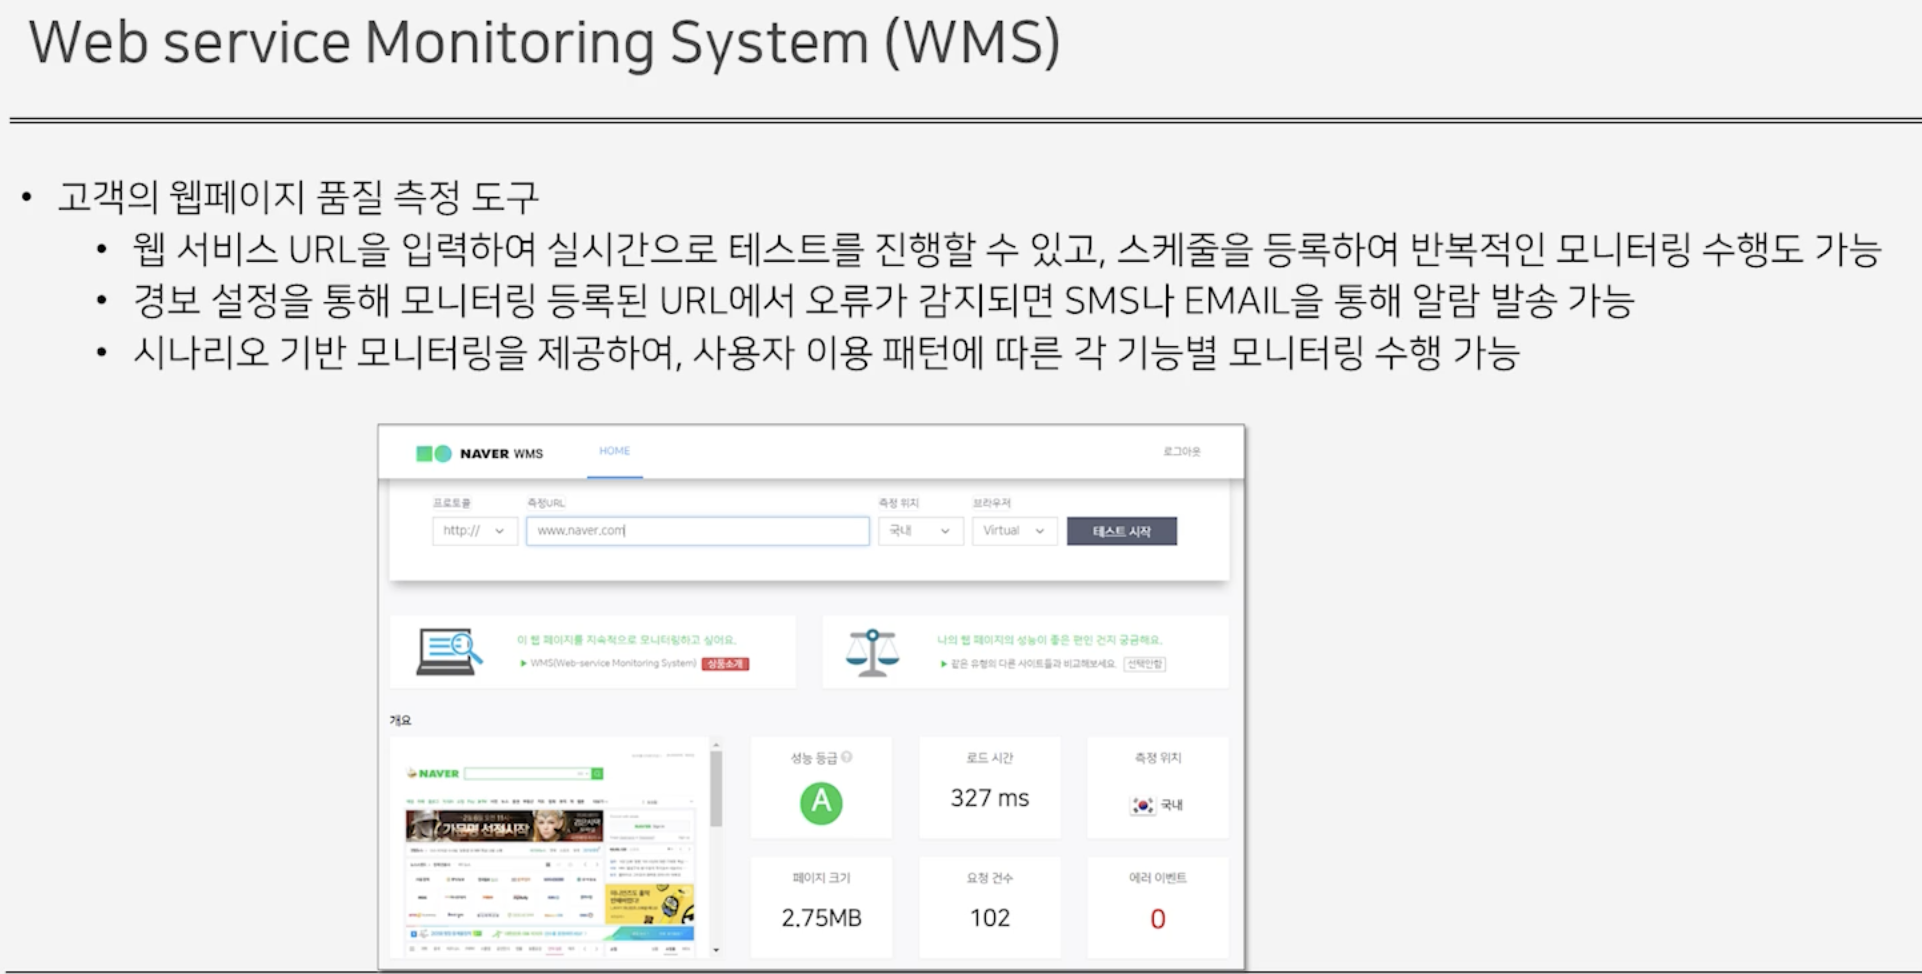 Web service Monitoring System (WMS)
• 고객의 웹페이지 품질 측정 도구
• 웹 서비스 URL을 입력하여 실시간으로 테스트를 진행할 수 있고, 스케줄을 등록하여 반복적인 모니터링 수행도 가능
• 경보 설정을 통해 모니터링 등록된 URL에서 오류가 감지되면 SMS나 EMAIL을 통해 알람 발송 가능
• 시나리오 기반 모니터링을 제공하여, 사용자 이용 패턴에 따른 각 기능별 모니터링 수행 가능
NAVER WMS HOME 로그아웃
프로토콜 측정URL 측정 위치 브라우저
http:// www.naver.com 국내 Virtual 테스트 시작
이 웹 페이지를 지속적으로 모니터링하고 싶어요.
▶ WMS(Web-service Monitoring System) 상품소개
나의 웹 페이지의 성능이 좋은 편인 건지 궁금해요.
▶ 같은 유형의 다른 사이트들과 비교해보세요. 선택안함
개요
NAVER
가문명 선점시작
성능 등급 로드 시간 측정 위치
A 327 ms 국내
페이지 크기 요청 건수 에러 이벤트
2.75MB 102 0